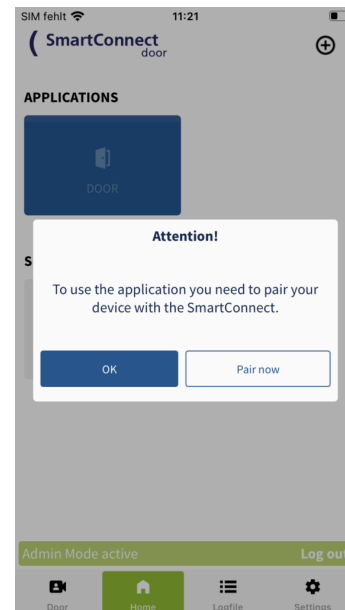 SIM fehlt 11:21
SmartConnect
door
APPLICATIONS
DOOR
Attention!
S
To use the application you need to pair your
device with the SmartConnect.
OK Pair now
Admin Mode active Log out
Door Home Logfile Settings